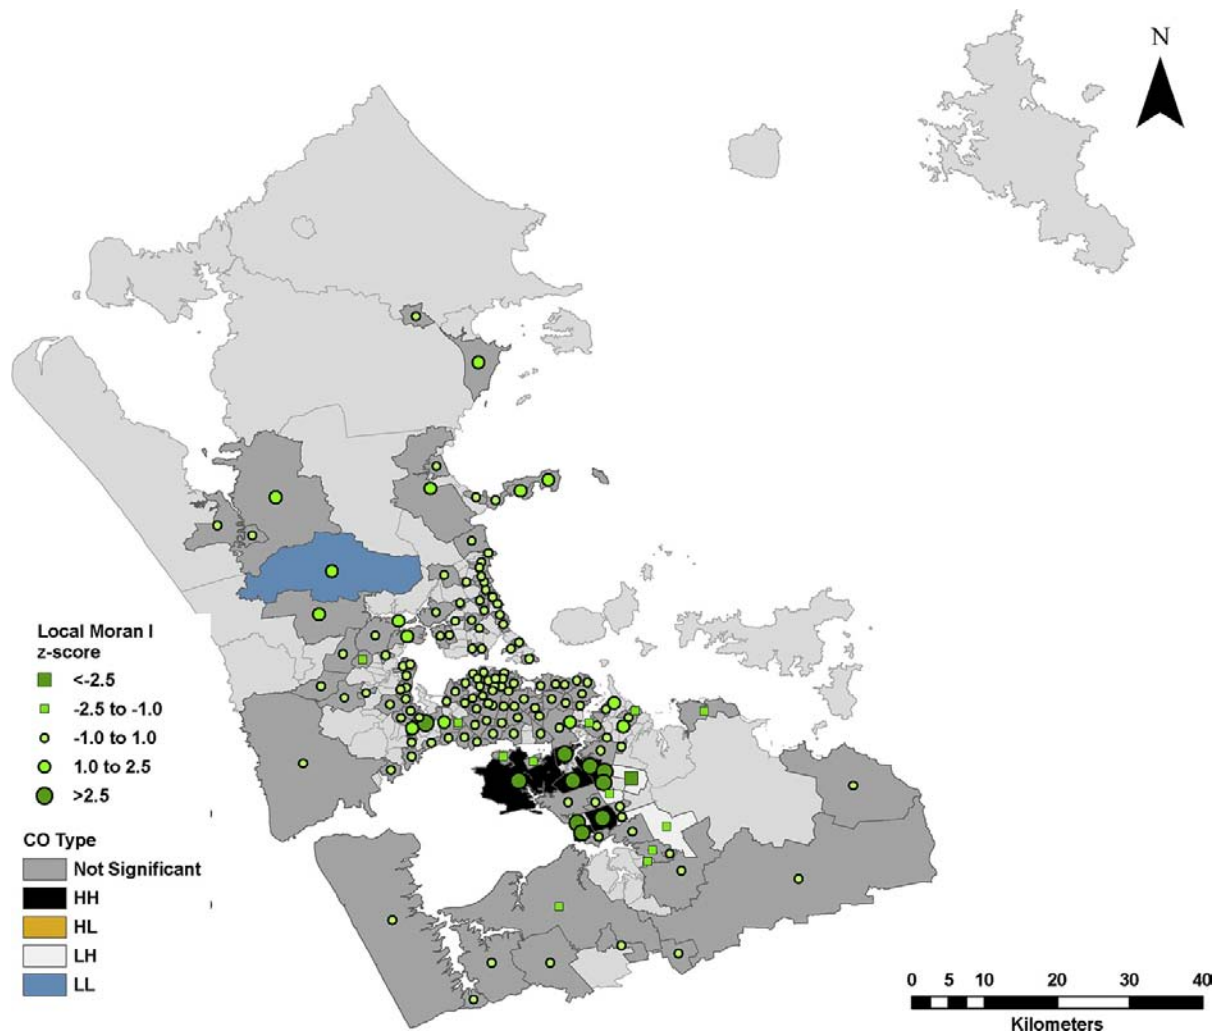 N
Local Moran I
z-score
<-2.5
-2.5 to -1.0
-1.0 to 1.0
1.0 to 2.5
>2.5
CO Type
Not Significant
HH
HL
LH
LL
0 5 10 20 30 40
Kilometers